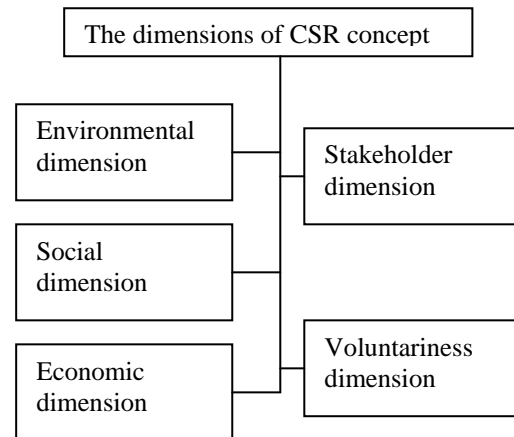 The dimensions of CSR concept
Environmental
dimension
Stakeholder
dimension
Social
dimension
Voluntariness
dimension
Economic
dimension